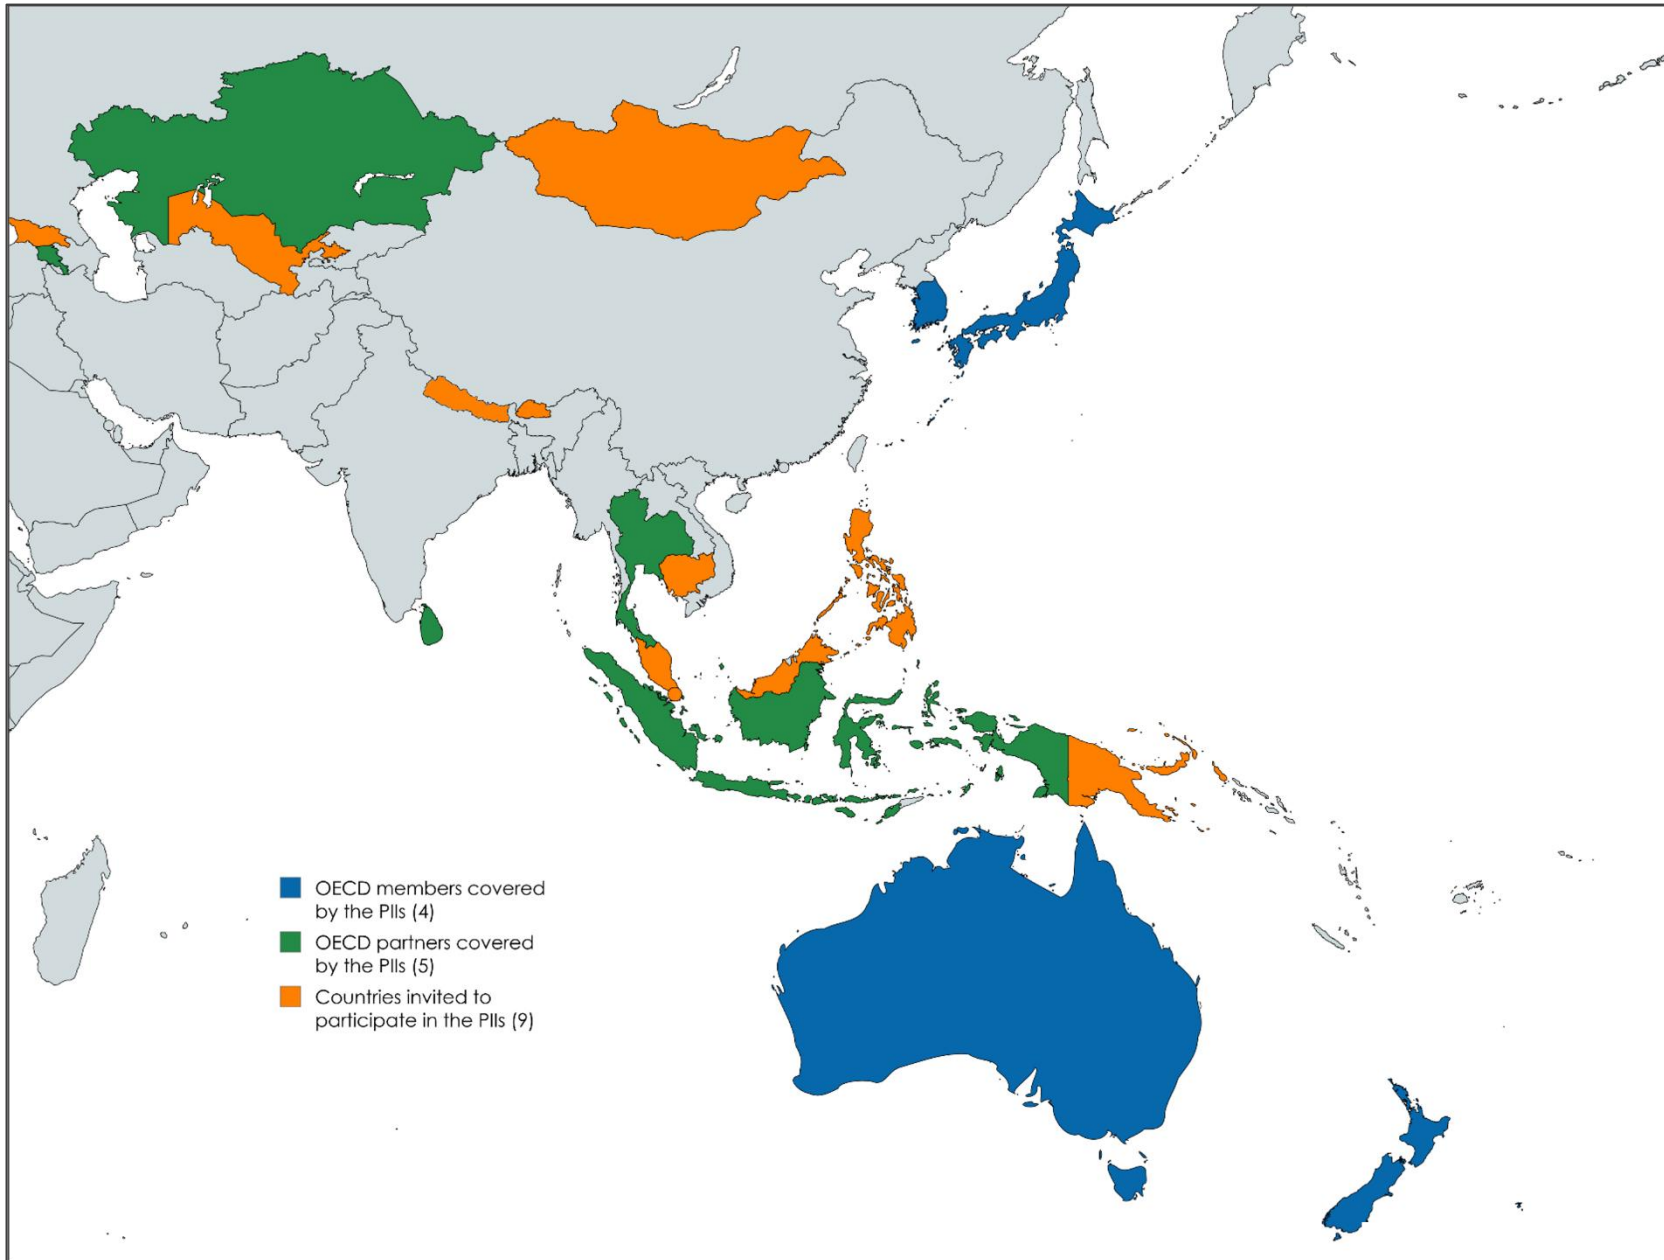 OECD members covered
by the PIIs (4)
OECD partners covered
by the PIIs (5)
Countries invited to
participate in the PIIs (9)